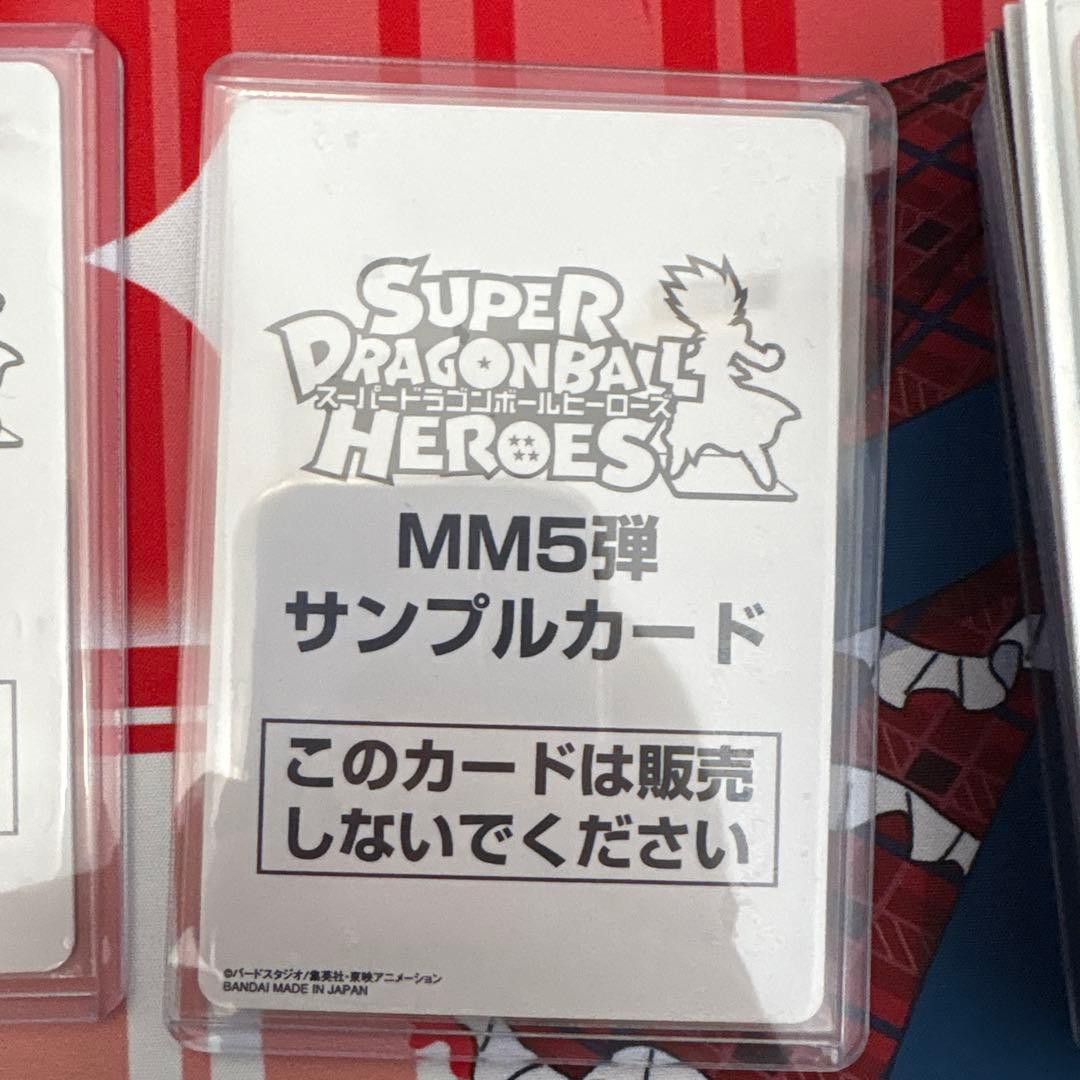 SUPER
DRAGONBALL
スーパードラゴンボールヒーローズ
HEROES
MM5弾
サンプルカード
このカードは販売
しないでください
©バードスタジオ/集英社・東映アニメーション
BANDAI MADE IN JAPAN